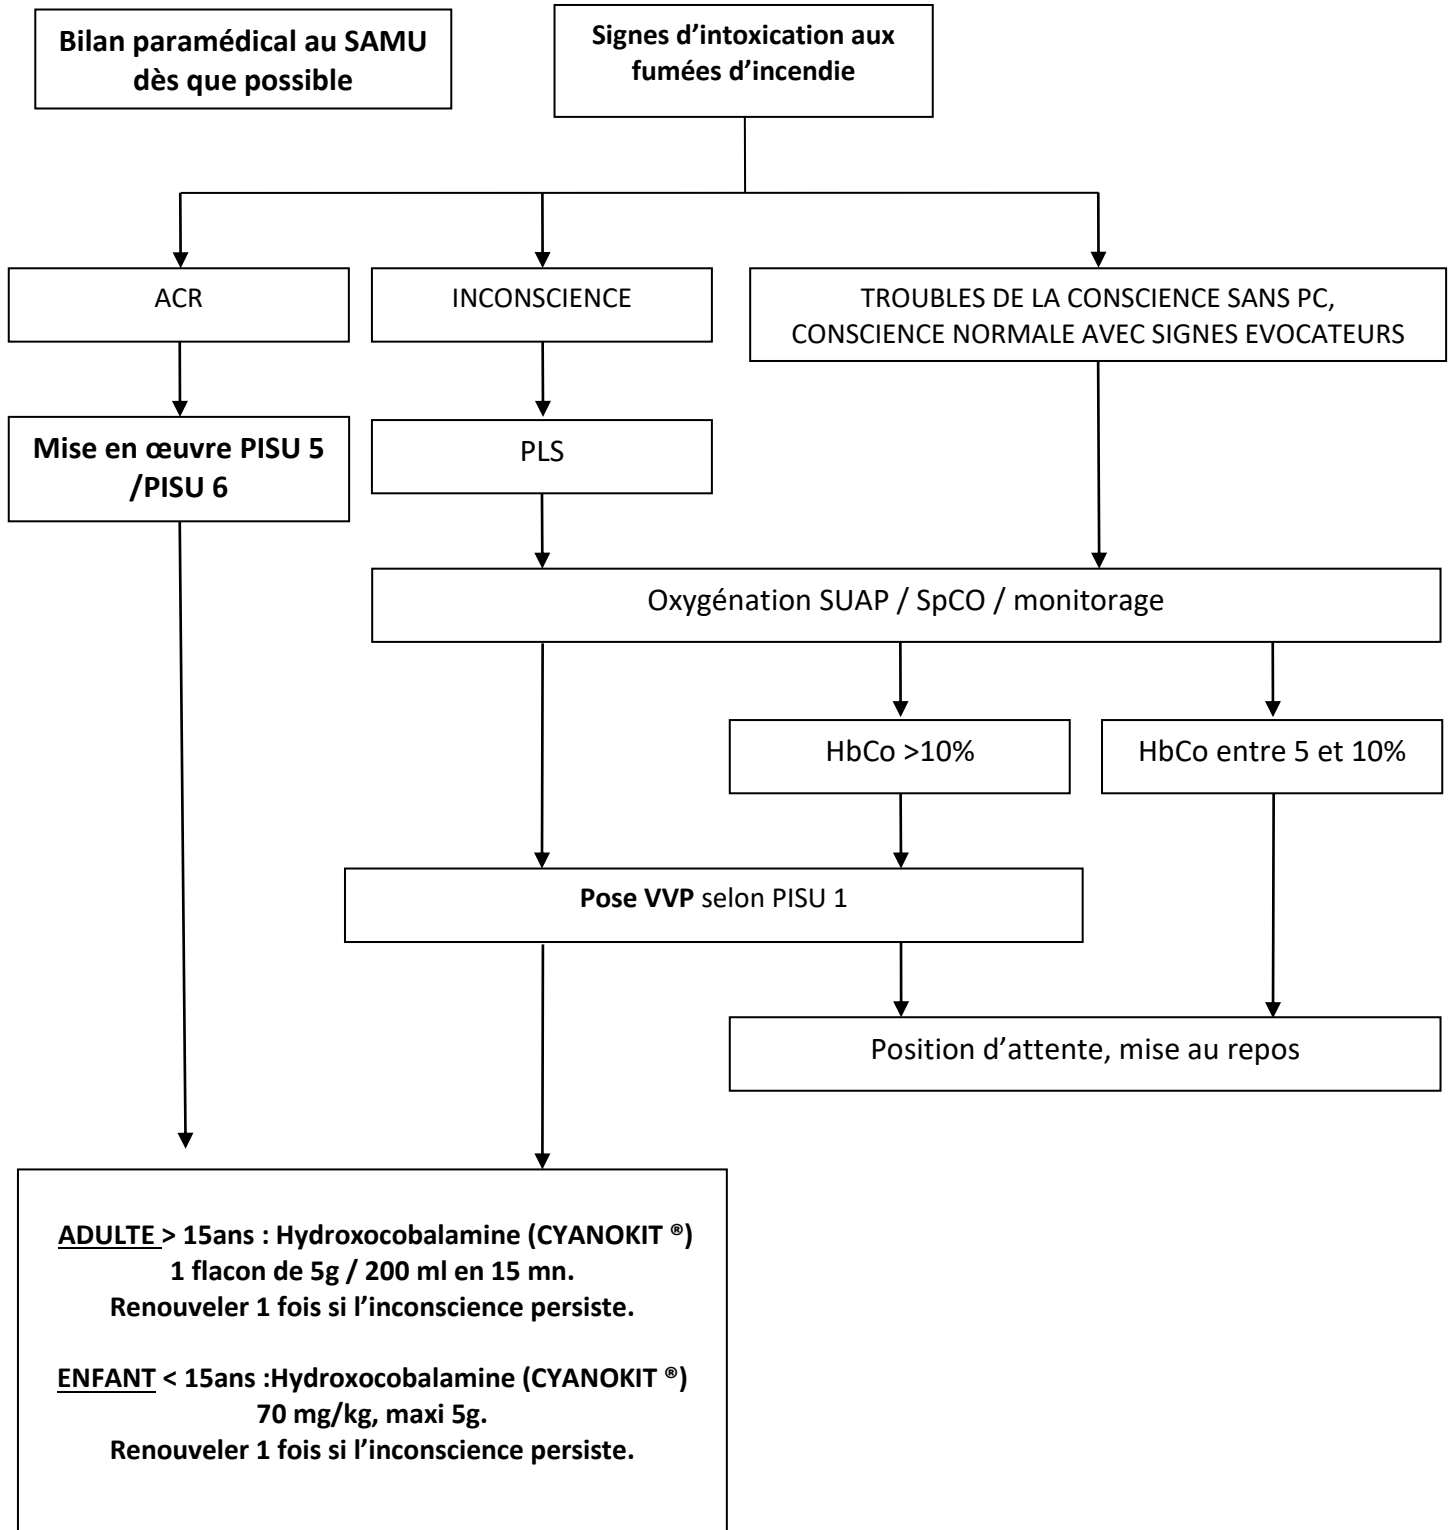 Bilan paramédical au SAMU
dès que possible
Signes d’intoxication aux
fumées d’incendie
ACR
INCONSCIENCE
TROUBLES DE LA CONSCIENCE SANS PC,
CONSCIENCE NORMALE AVEC SIGNES EVOCATEURS
Mise en œuvre PISU 5
/PISU 6
PLS
Oxygénation SUAP / SpCO / monitorage
HbCo >10%
HbCo entre 5 et 10%
Pose VVP selon PISU 1
Position d’attente, mise au repos
ADULTE > 15ans : Hydroxocobalamine (CYANOKIT ®)
1 flacon de 5g / 200 ml en 15 mn.
Renouveler 1 fois si l’inconscience persiste.
ENFANT < 15ans :Hydroxocobalamine (CYANOKIT ®)
70 mg/kg, maxi 5g.
Renouveler 1 fois si l’inconscience persiste.